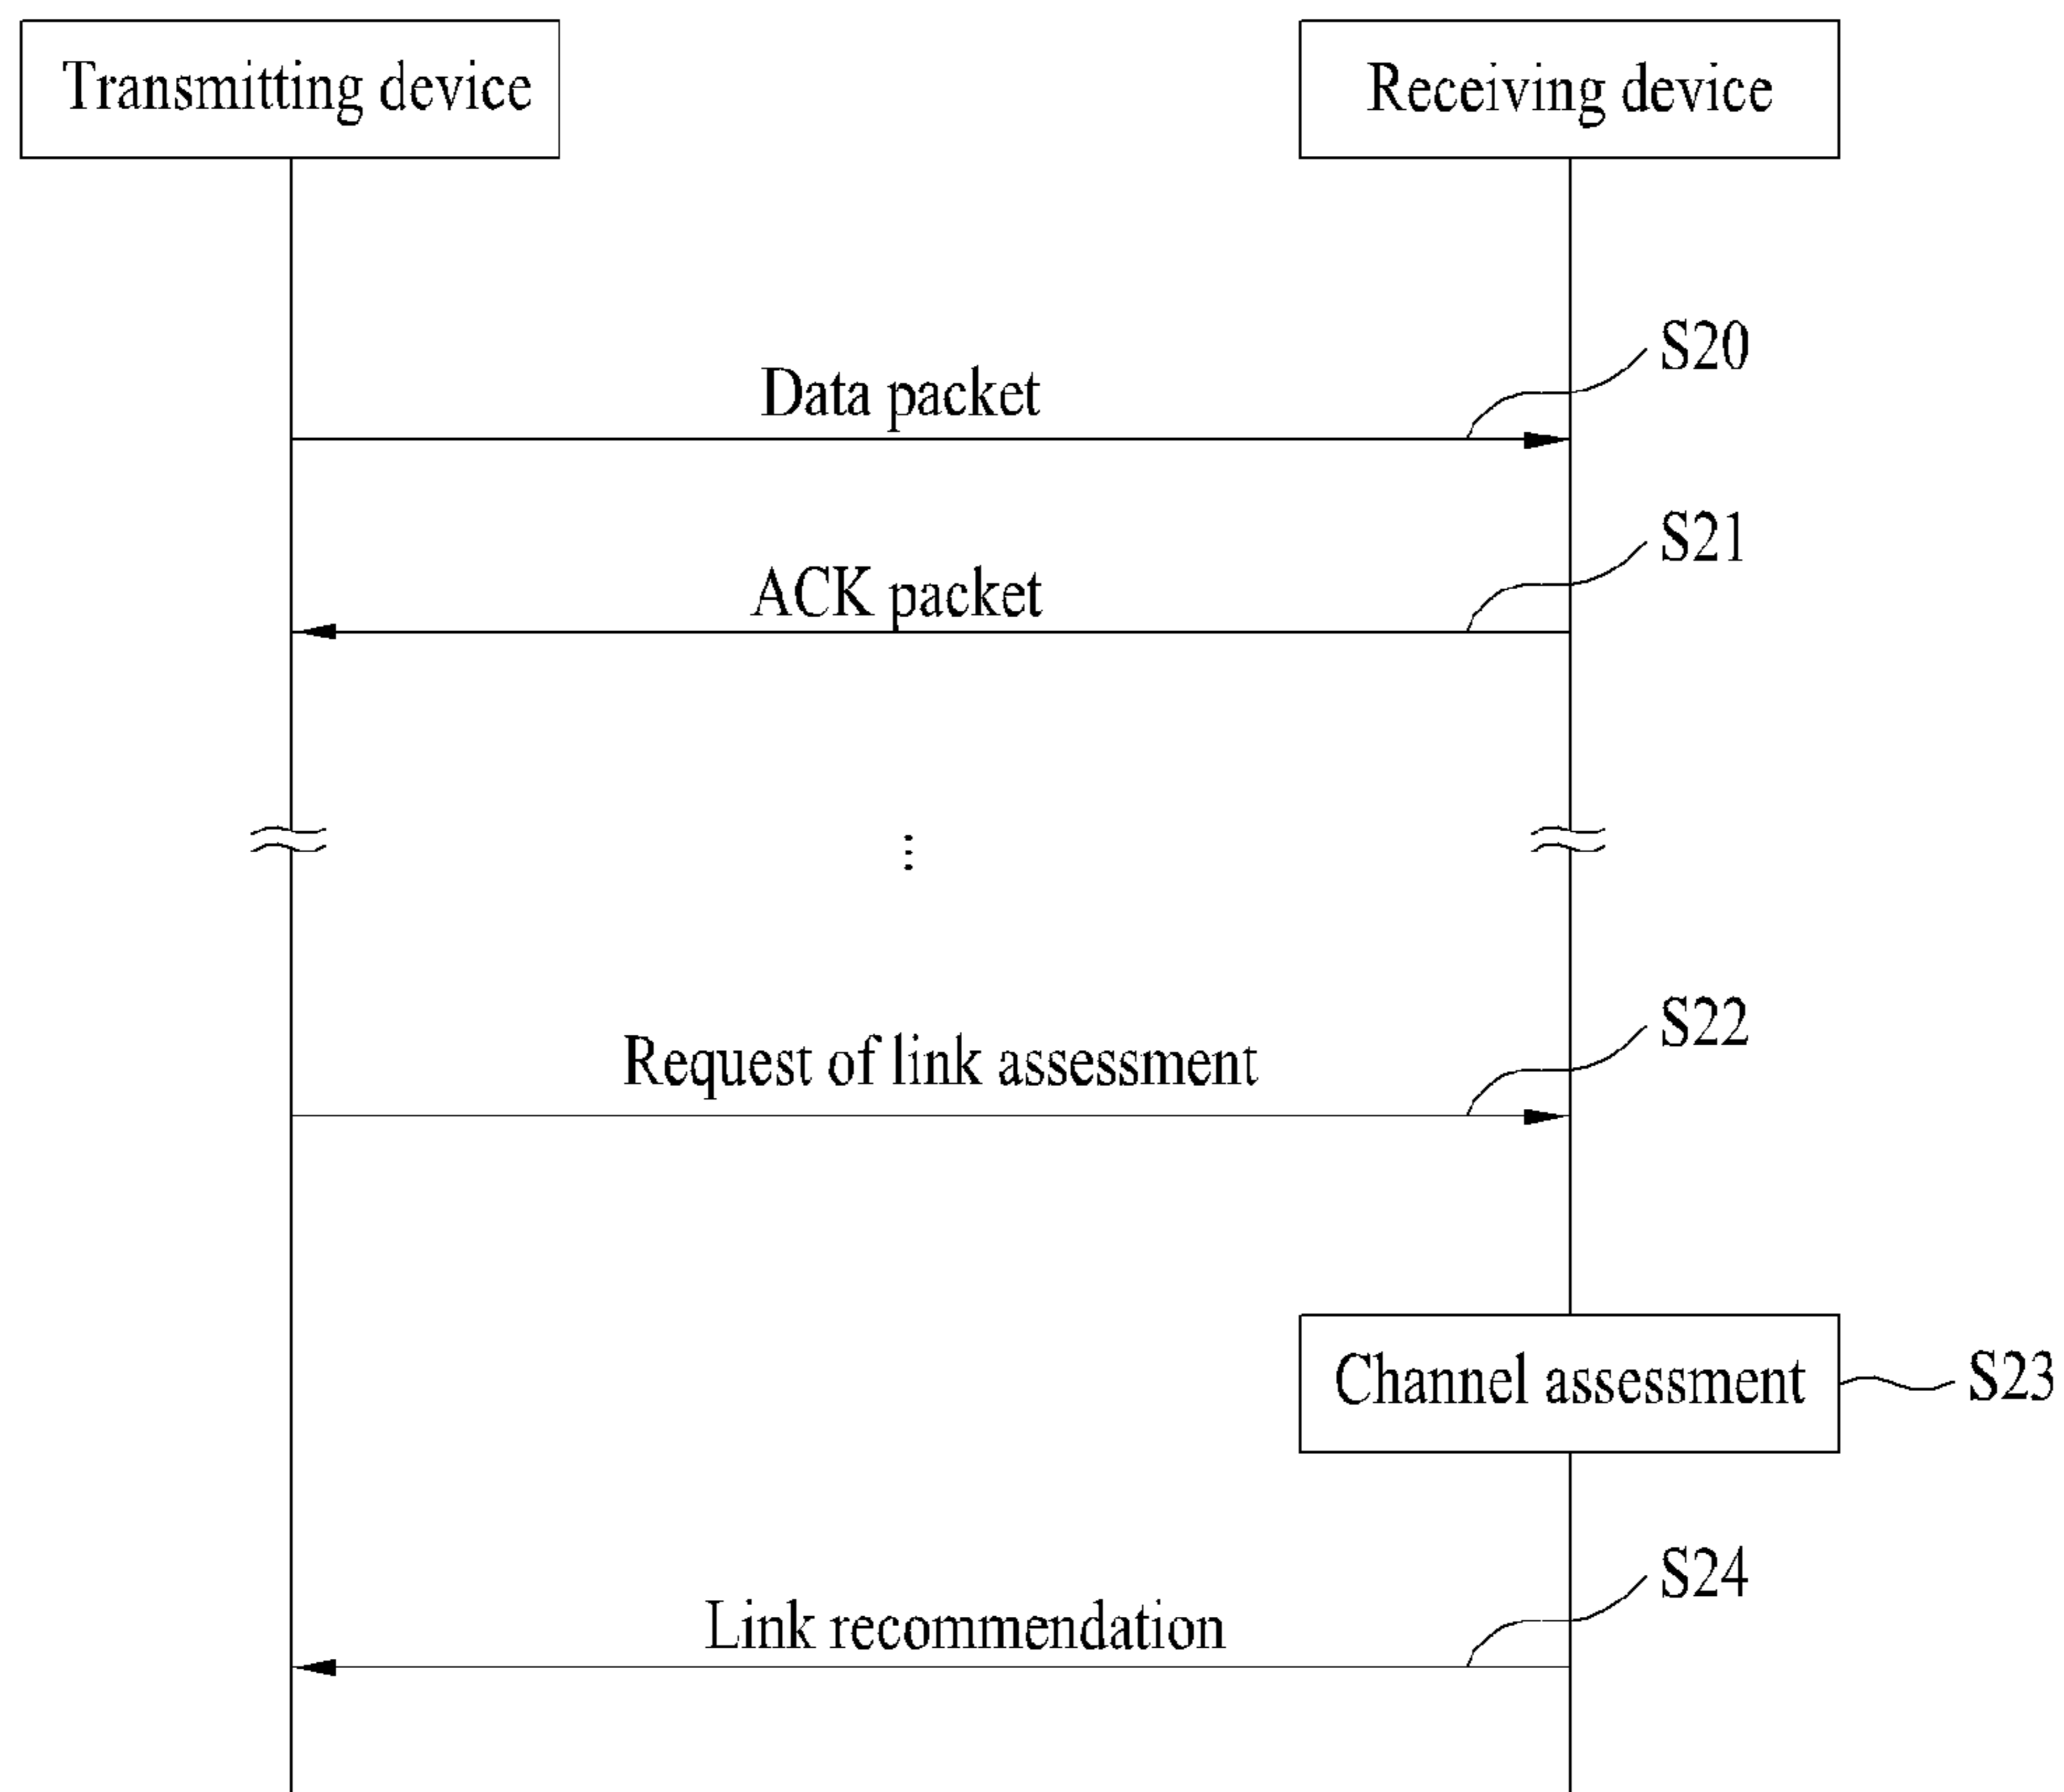 Transmitting device
Receiving device
S20
Data packet
S21
ACK packet
S22
Request of link assessment
Channel assessment
S23
S24
Link recommendation